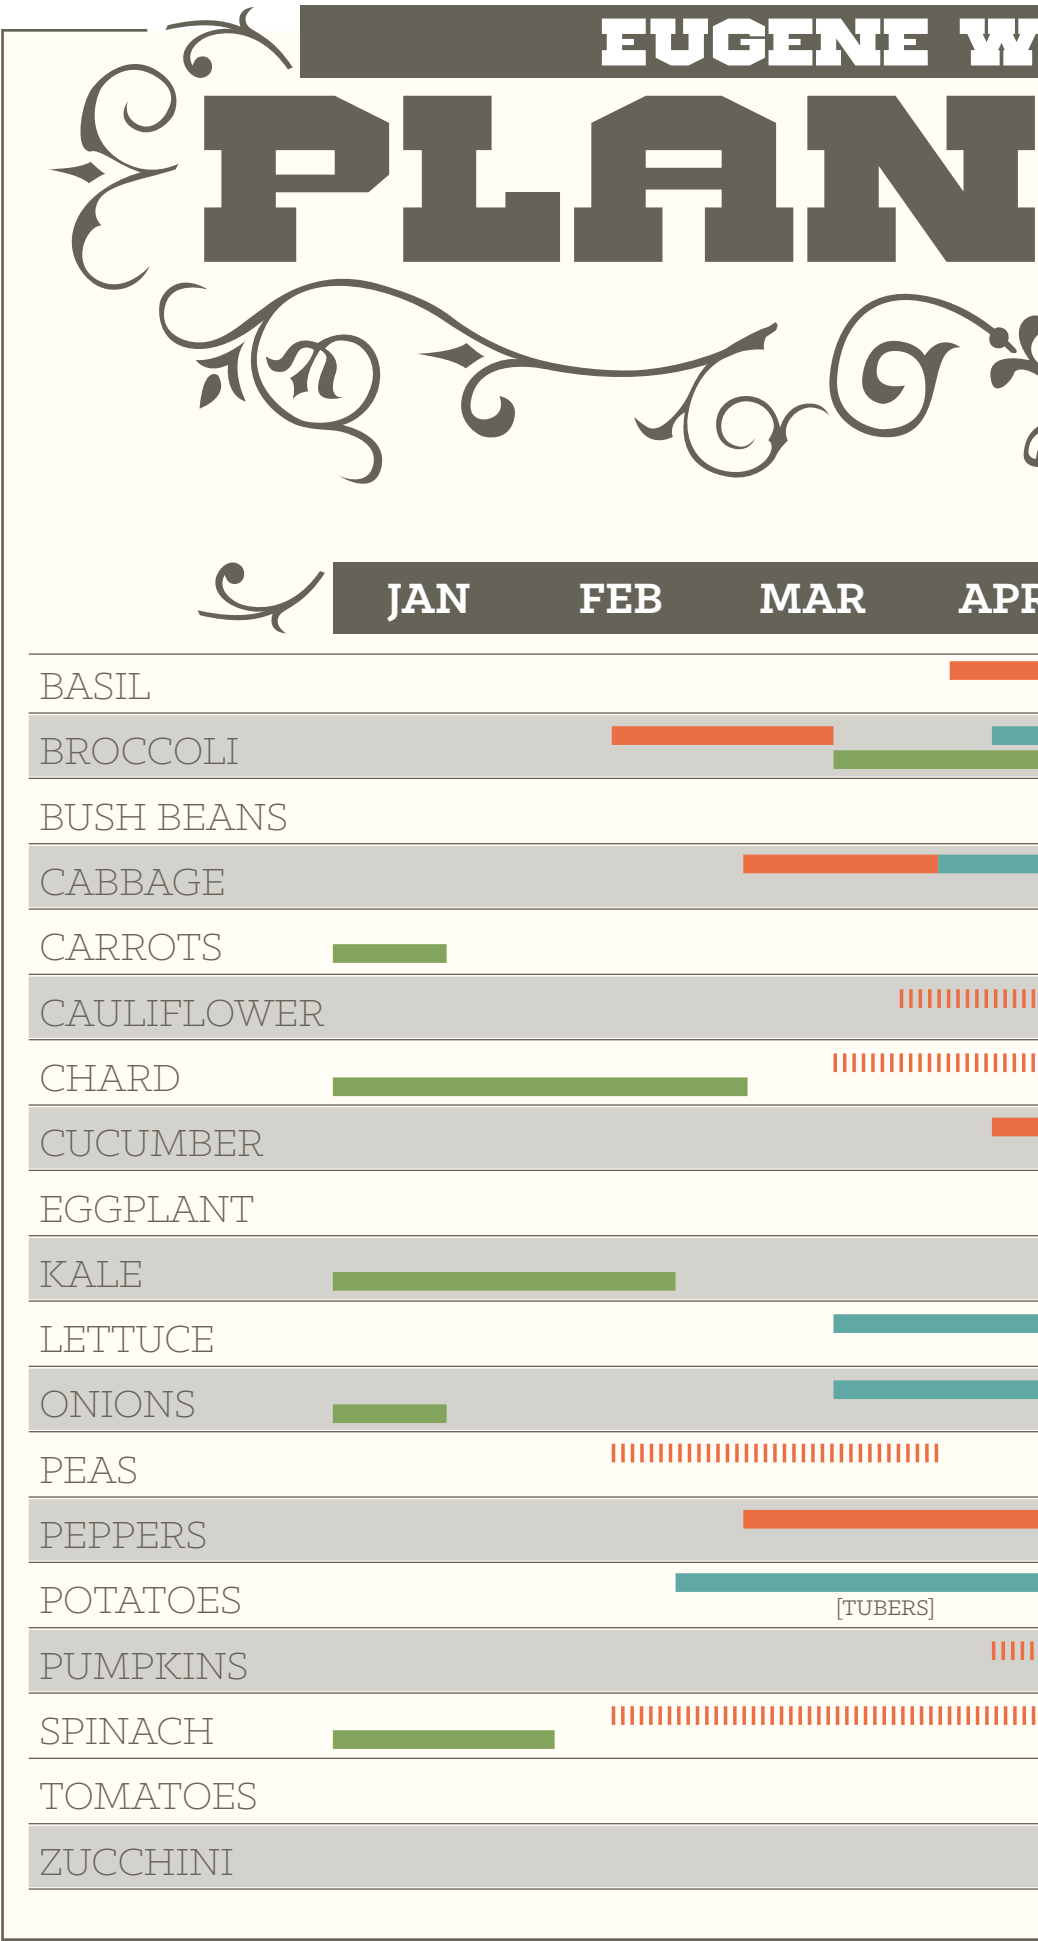 EUGENE W
PLAN
JAN FEB MAR APR
BASIL
BROCCOLI
BUSH BEANS
CABBAGE
CARROTS
CAULIFLOWER
CHARD
CUCUMBER
EGGPLANT
KALE
LETTUCE
ONIONS
PEAS
PEPPERS
POTATOES
[TUBERS]
PUMPKINS
SPINACH
TOMATOES
ZUCCHINI